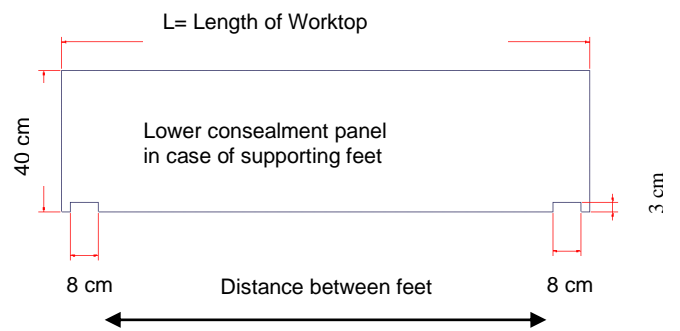 L= Length of Worktop
40 cm
Lower consealment panel
in case of supporting feet
3 cm
8 cm
Distance between feet
8 cm